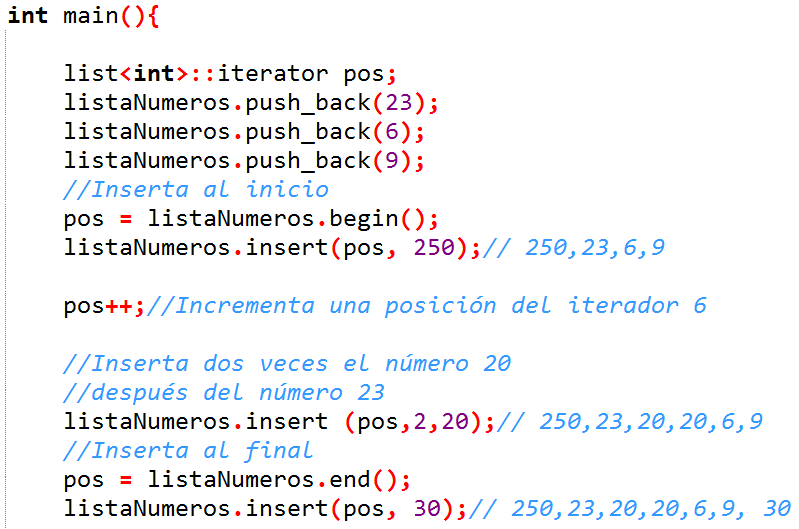 int main(){
list<int>::iterator pos;
listaNumeros.push_back(23);
listaNumeros.push_back(6);
listaNumeros.push_back(9);
//Inserta al inicio
pos = listaNumeros.begin();
listaNumeros.insert(pos, 250);// 250,23,6,9
pos++;//Incrementa una posición del iterador 6
//Inserta dos veces el número 20
//después del número 23
listaNumeros.insert (pos,2,20);// 250,23,20,20,6,9
//Inserta al final
pos = listaNumeros.end();
listaNumeros.insert(pos, 30);// 250,23,20,20,6,9, 30